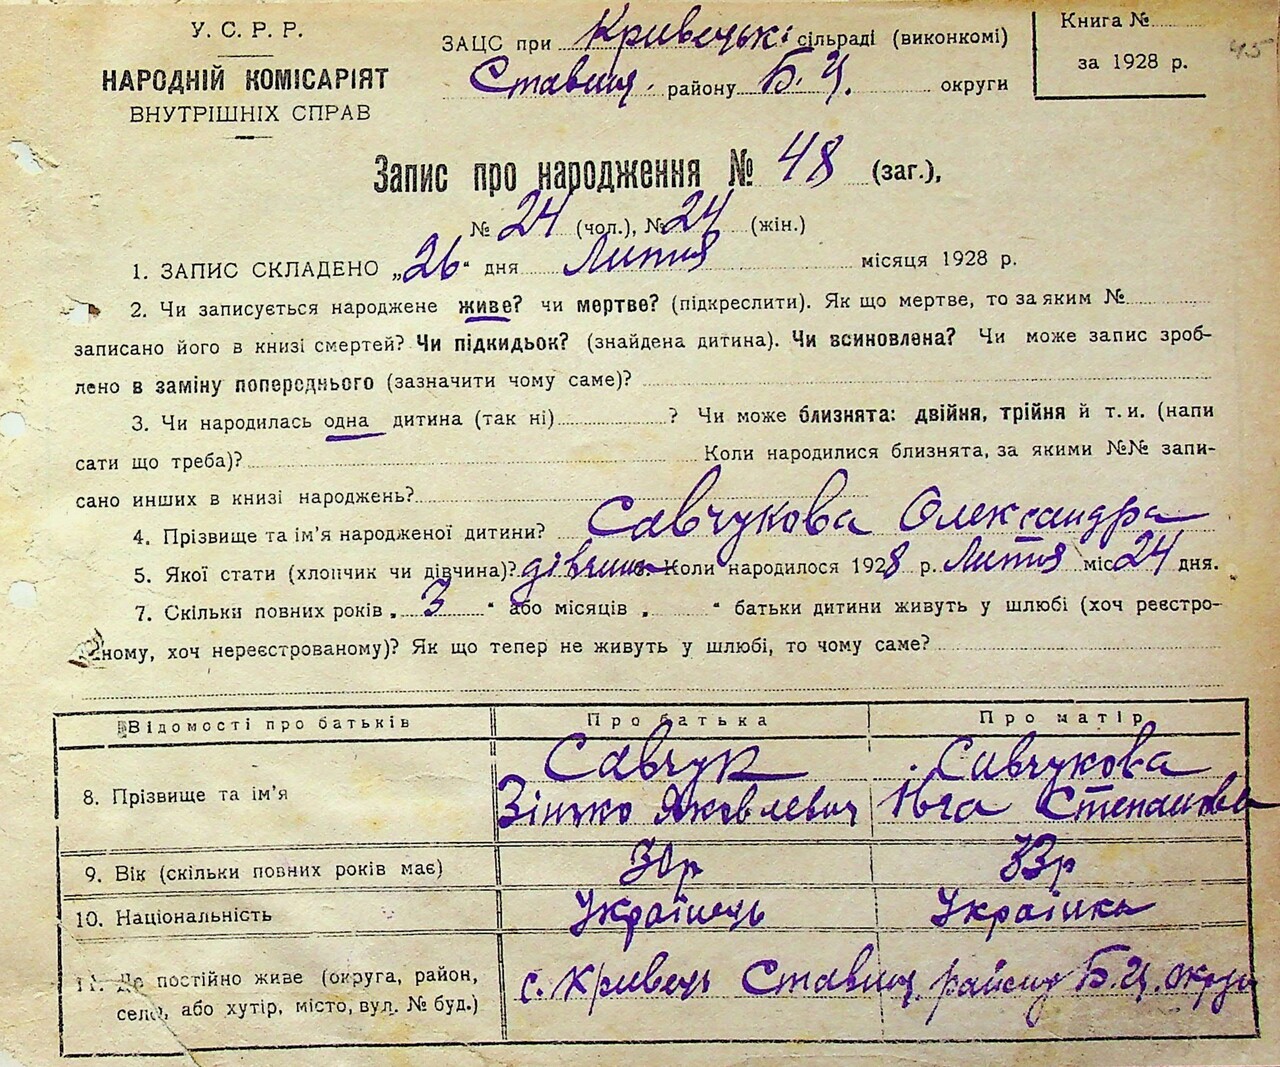 У. С. Р. Р.
НАРОДНІЙ КОМІСАРІЯТ
ВНУТРІШНІХ СПРАВ
ЗАЦС при Кривецькі сільраді (виконкомі)
Ставищ. району Б.Ц. округи
Книга №
за 1928 р.
45
Запис про народження № 48 (заг.),
№ 24 (чол.), № 24 (жін.)
1. ЗАПИС СКЛАДЕНО „26" дня Липня місяця 1928 р.
2. Чи записується народжене живе? чи мертве? (підкреслити). Як що мертве, то за яким №
записано його в книзі смертей? Чи підкидьок? (знайдена дитина). Чи всиновлена? Чи може запис зроб-
лено в заміну попереднього (зазначити чому саме)?
3. Чи народилась одна дитина (так ні) ? Чи може близнята: двійня, трійня й т. и. (напи
сати що треба)? Коли народилися близнята, за якими №№ запи-
сано инших в книзі народжень?
4. Прізвище та ім'я народженої дитини? Савчукова Олександра
5. Якої стати (хлопчик чи дівчина)? дівчина 6. Коли народилося 1928 р. Липня міс 24 дня.
7. Скільки повних років „ 3 " або місяців „ " батьки дитини живуть у шлюбі (хоч реєстро-
ваному, хоч нереєстрованому)? Як що тепер не живуть у шлюбі, то чому саме?
Відомості про батьків Про батька Про матір
8. Прізвище та ім'я Савчук Савчукова
Зінько Яковлевич Юга Степанова
9. Вік (скільки повних років має) 30р 33р
10. Національність Українець Українка
11. Де постійно живе (округа, район,
село, або хутір, місто, вул. № буд.) с. Кривець Ставищ. району Б.Ц. округи